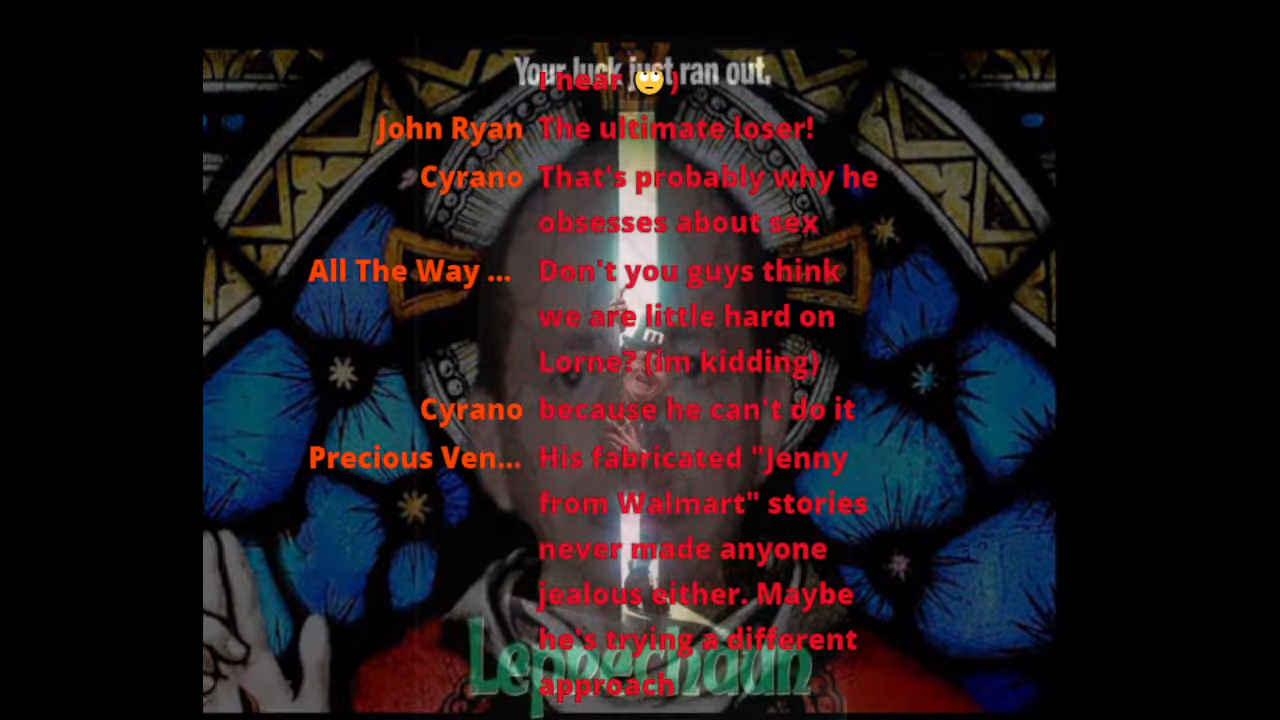 Your luck just ran out.
I hear 🙄)
John Ryan The ultimate loser!
Cyrano That's probably why he
obsesses about sex
All The Way ... Don't you guys think
we are little hard on
Lorne? (im kidding)
Cyrano because he can't do it
Precious Ven... His fabricated "Jenny
from Walmart" stories
never made anyone
jealous either. Maybe
he's trying a different
Leprechaun
approach